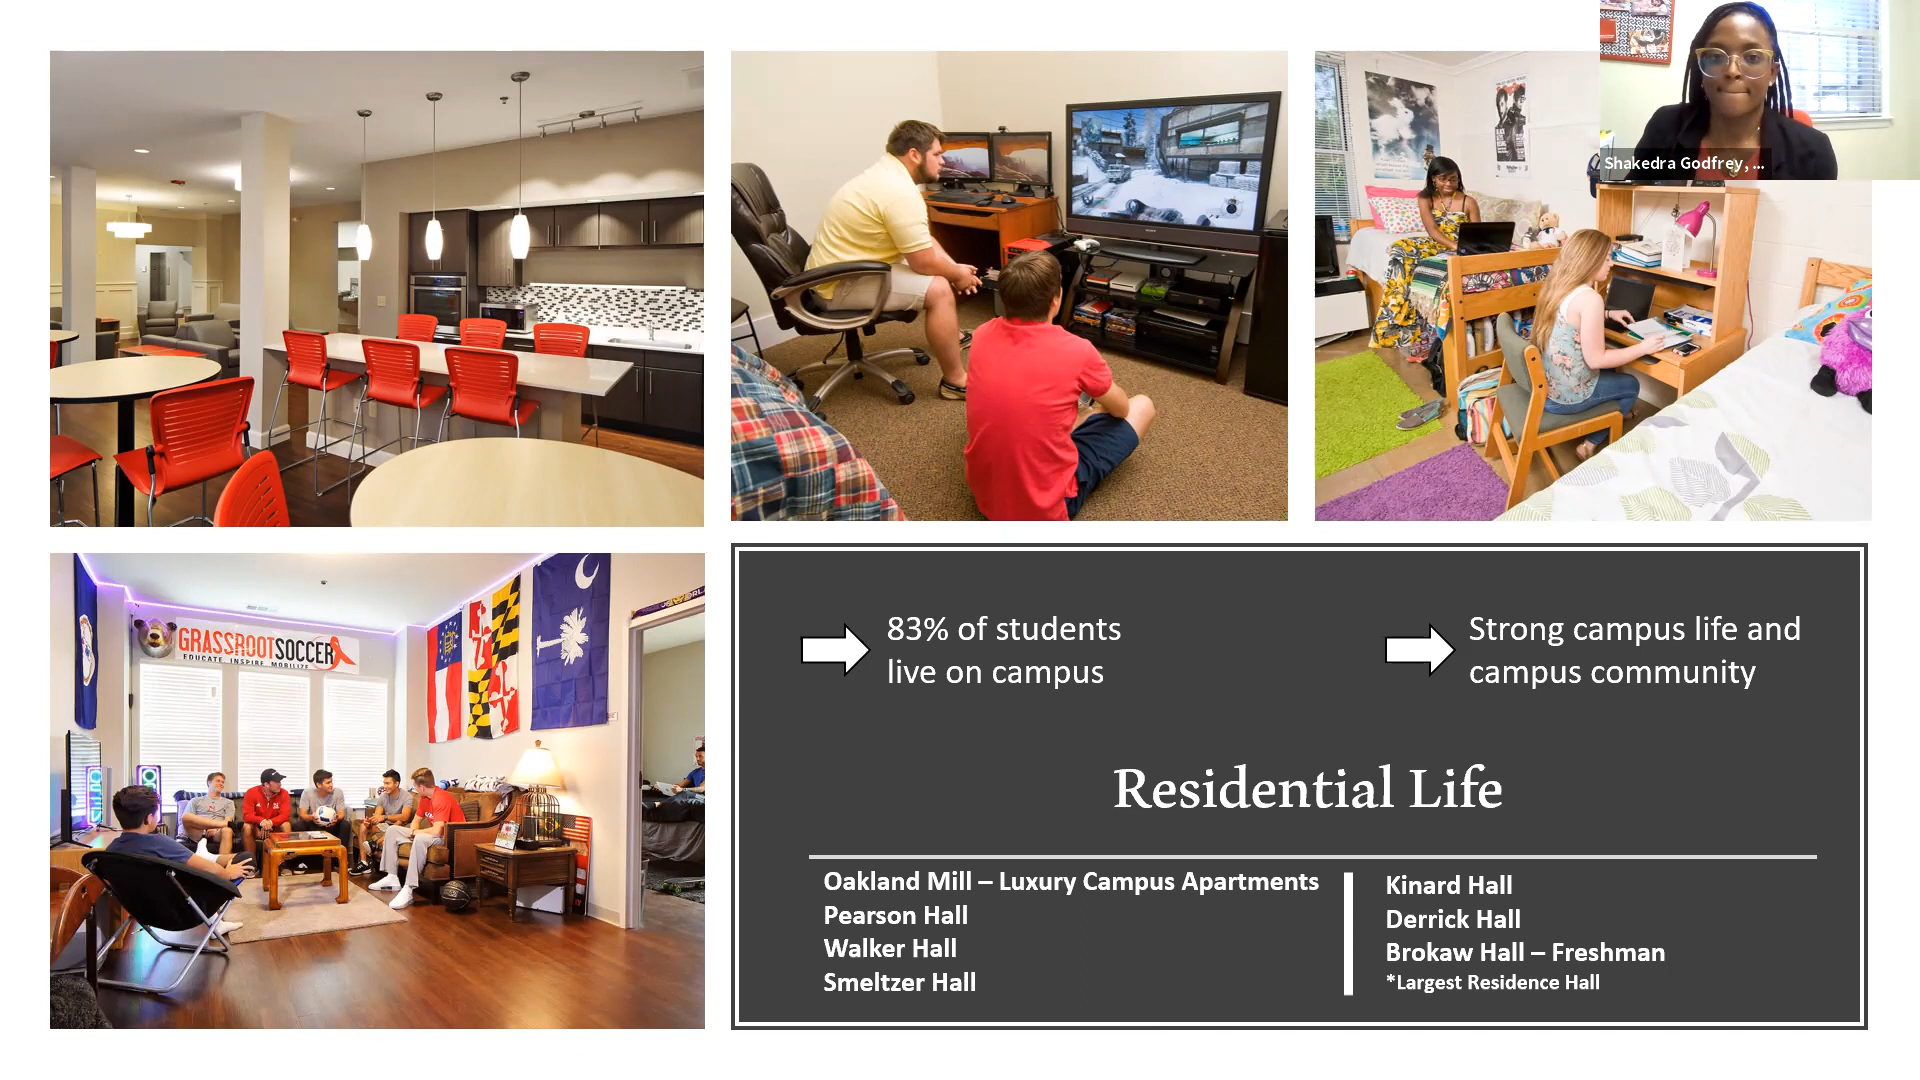 Shakedra Godfrey, ...
GRASSROOTSOCCER
EDUCATE. INSPIRE. MOBILIZE.
83% of students
live on campus
Strong campus life and
campus community
Residential Life
Oakland Mill – Luxury Campus Apartments
Pearson Hall
Walker Hall
Smeltzer Hall
Kinard Hall
Derrick Hall
Brokaw Hall – Freshman
*Largest Residence Hall